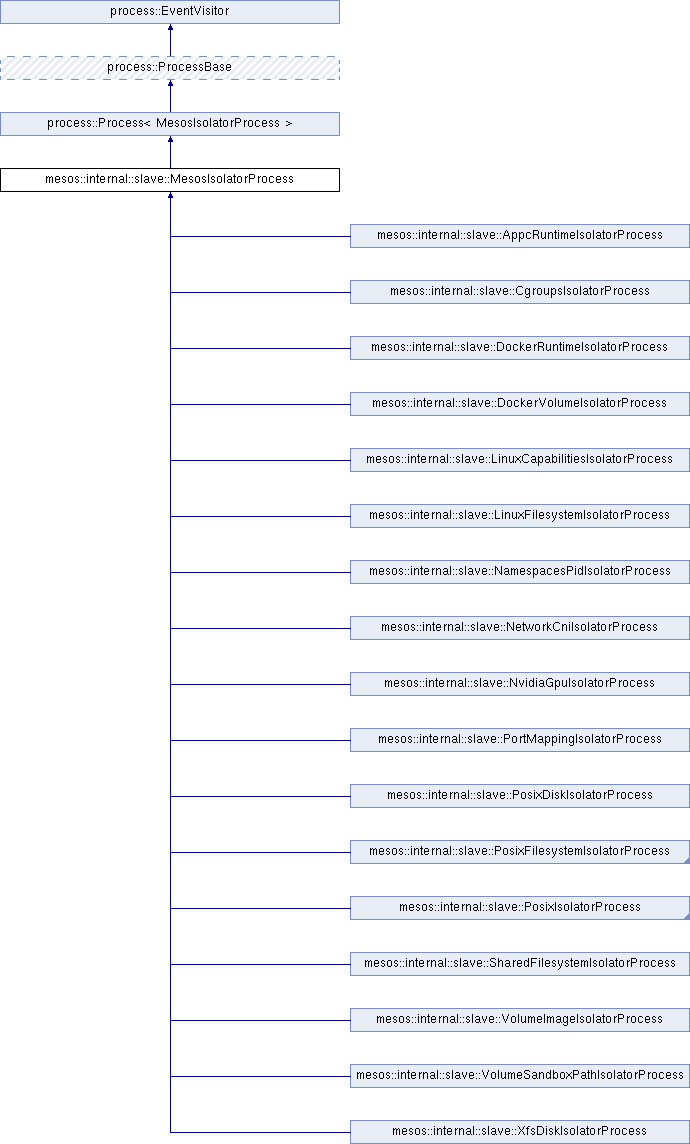 process::EventVisitor
process::ProcessBase
process::Process< MesosIsolatorProcess >
mesos::internal::slave::MesosIsolatorProcess
mesos::internal::slave::AppcRuntimeIsolatorProcess
mesos::internal::slave::CgroupsIsolatorProcess
mesos::internal::slave::DockerRuntimeIsolatorProcess
mesos::internal::slave::DockerVolumeIsolatorProcess
mesos::internal::slave::LinuxCapabilitiesIsolatorProcess
mesos::internal::slave::LinuxFilesystemIsolatorProcess
mesos::internal::slave::NamespacesPidIsolatorProcess
mesos::internal::slave::NetworkCniIsolatorProcess
mesos::internal::slave::NvidiaGpuIsolatorProcess
mesos::internal::slave::PortMappingIsolatorProcess
mesos::internal::slave::PosixDiskIsolatorProcess
mesos::internal::slave::PosixFilesystemIsolatorProcess
mesos::internal::slave::PosixIsolatorProcess
mesos::internal::slave::SharedFilesystemIsolatorProcess
mesos::internal::slave::VolumeImageIsolatorProcess
mesos::internal::slave::VolumeSandboxPathIsolatorProcess
mesos::internal::slave::XfsDiskIsolatorProcess